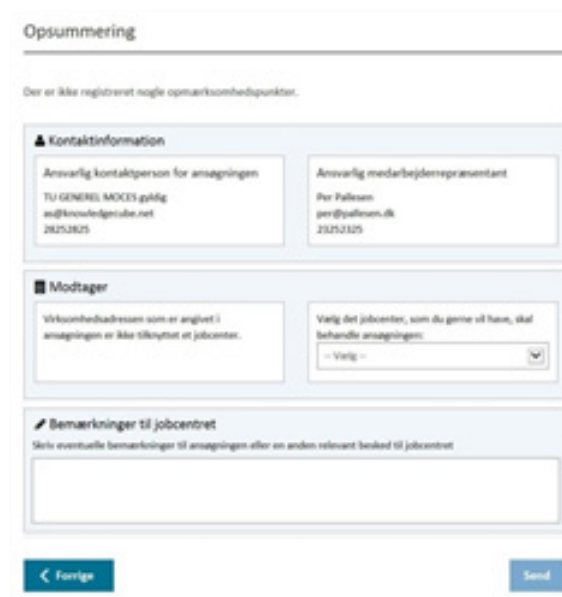 Opsummering
Der er ikke registreret nogle opmærksomhedspunkter.
Kontaktinformation
Ansvarlig kontaktperson for ansøgningen
TU GENEREL MOCES gyldig
as@knowledgecube.net
28252825
Ansvarlig medarbejderrepræsentant
Per Pallesen
per@pallesen.dk
23252325
Modtager
Virksomhedsadressen som er angivet i
ansøgningen er ikke tilknyttet et jobcenter.
Vælg det jobcenter, som du gerne vil have, skal
behandle ansøgningen:
-- Vælg --
Bemærkninger til jobcentret
Skriv eventuelle bemærkninger til ansøgningen eller en anden relevant besked til jobcentret
Forrige
Send